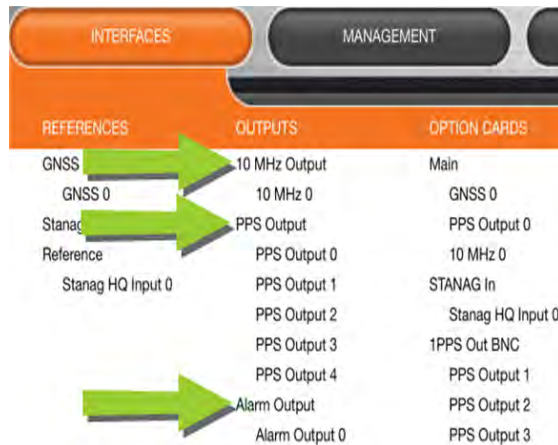 INTERFACES
MANAGEMENT
REFERENCES
GNSS
GNSS 0
Stanag
Reference
Stanag HQ Input 0
OUTPUTS
10 MHz Output
10 MHz 0
PPS Output
PPS Output 0
PPS Output 1
PPS Output 2
PPS Output 3
PPS Output 4
Alarm Output
Alarm Output 0
OPTION CARDS
Main
GNSS 0
PPS Output 0
10 MHz 0
STANAG In
Stanag HQ Input 0
1PPS Out BNC
PPS Output 1
PPS Output 2
PPS Output 3